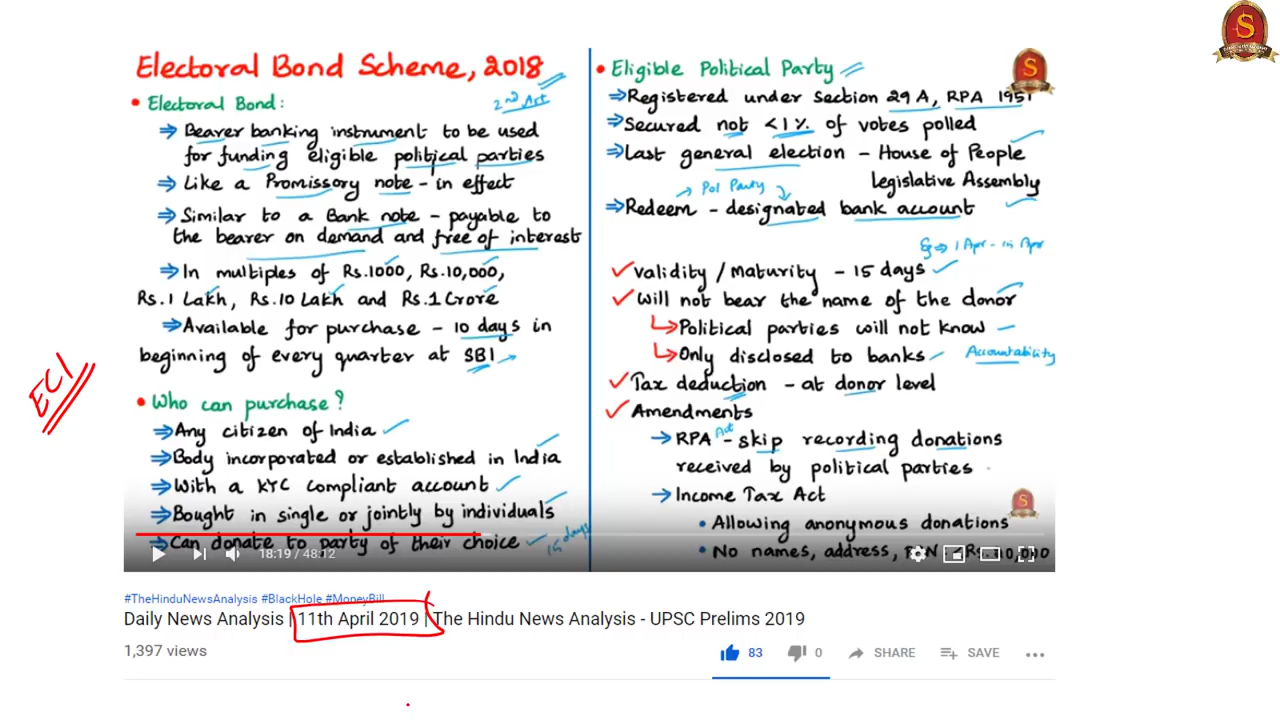 Electoral Bond Scheme, 2018
• Electoral Bond:
2nd Act
⇒ Bearer banking instrument to be used
for funding eligible political parties
⇒ Like a Promissory note - in effect
⇒ Similar to a Bank note - payable to
the bearer on demand and free of interest
⇒ In multiples of Rs.1000, Rs.10,000,
Rs.1 Lakh, Rs.10 Lakh and Rs.1 Crore
⇒ Available for purchase - 10 days in
beginning of every quarter at SBI
ECI
• Who can purchase?
⇒ Any citizen of India
⇒ Body incorporated or established in India
⇒ With a KYC compliant account
⇒ Bought in single or jointly by individuals
⇒ Can donate to party of their choice
15 days
• Eligible Political Party
⇒ Registered under Section 29A, RPA 1951
⇒ Secured not <1% of votes polled
⇒ Last general election - House of People
Legislative Assembly
→ Pol Party
⇒ Redeem - designated bank account
Eg ⇒ 1 Apr - 15 Apr
✓ Validity / Maturity - 15 days
✓ Will not bear the name of the donor
Political parties will not know
Only disclosed to banks
Accountability
✓ Tax deduction - at donor level
✓ Amendments
→ RPA Act - skip recording donations
received by political parties
→ Income Tax Act
• Allowing anonymous donations
• No names, address,
18:19 / 48:12
#TheHinduNewsAnalysis #BlackHole #MoneyBill
Daily News Analysis | 11th April 2019 | The Hindu News Analysis - UPSC Prelims 2019
1,397 views
83 0 SHARE SAVE
S
S